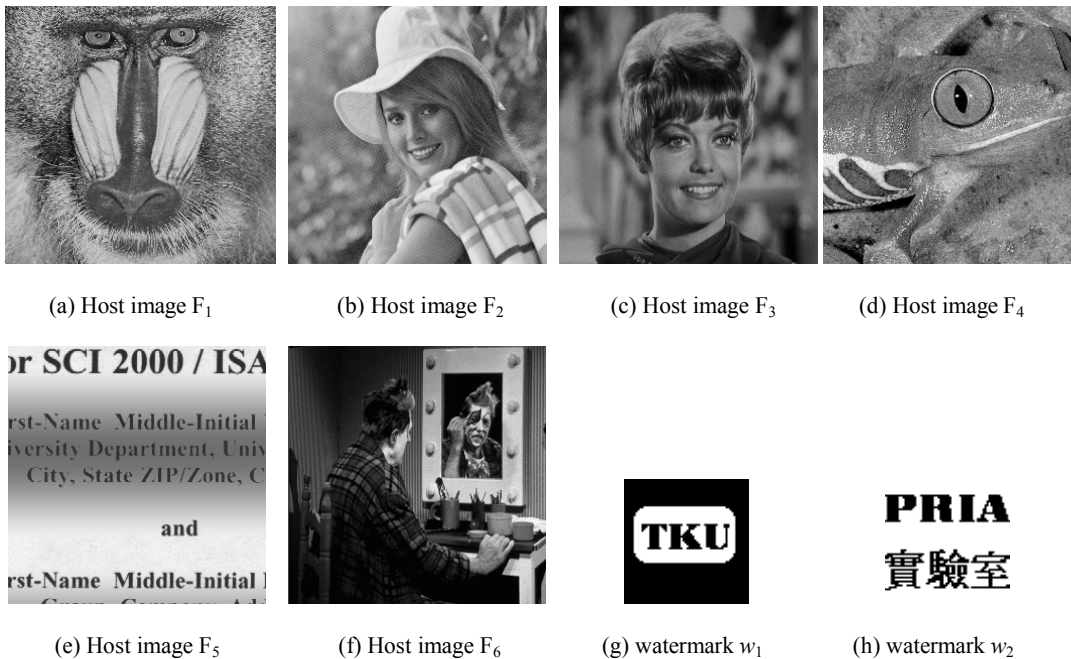 (a) Host image F₁
(b) Host image F₂
(c) Host image F₃
(d) Host image F₄
or SCI 2000 / ISA
rst-Name Middle-Initial
iversity Department, Univ
City, State ZIP/Zone, C
and
rst-Name Middle-Initial
TKU
PRIA
實驗室
(e) Host image F₅
(f) Host image F₆
(g) watermark w₁
(h) watermark w₂